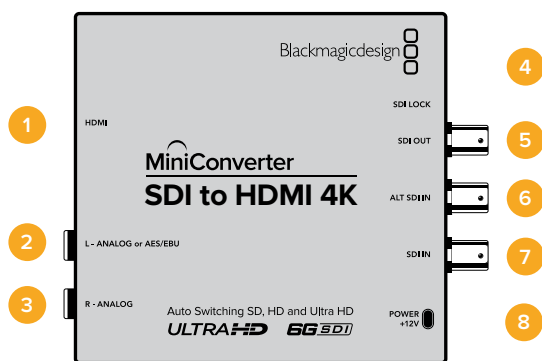 Blackmagicdesign
4
SDI LOCK
1
HDMI
SDI OUT
5
MiniConverter
SDI to HDMI 4K
ALT SDI IN
6
2
L - ANALOG or AES/EBU
SDI IN
7
3
R - ANALOG
Auto Switching SD, HD and Ultra HD
POWER
+12V
8
ULTRA HD 6G SDI